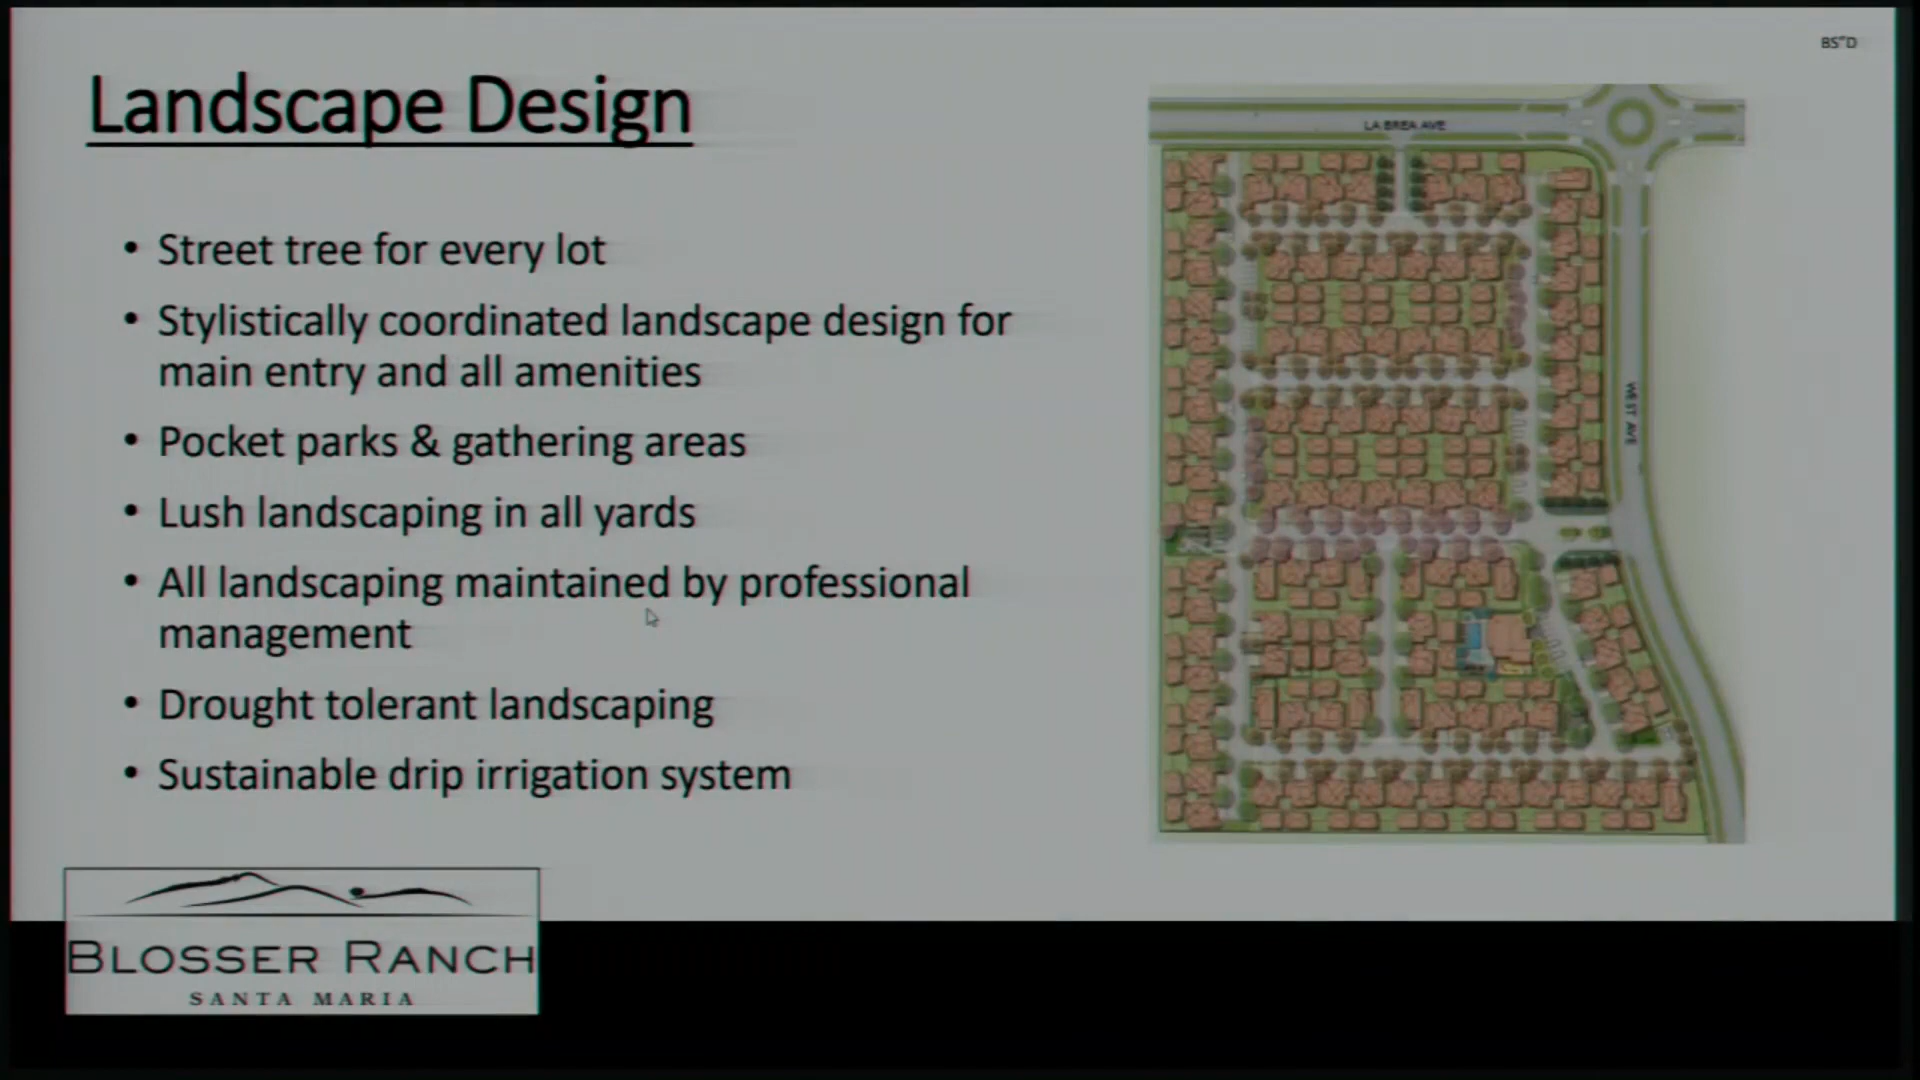 BS"D
Landscape Design
• Street tree for every lot
• Stylistically coordinated landscape design for
main entry and all amenities
• Pocket parks & gathering areas
• Lush landscaping in all yards
• All landscaping maintained by professional
management
• Drought tolerant landscaping
• Sustainable drip irrigation system
LA BREA AVE
WEST AVE
BLOSSER RANCH
SANTA MARIA